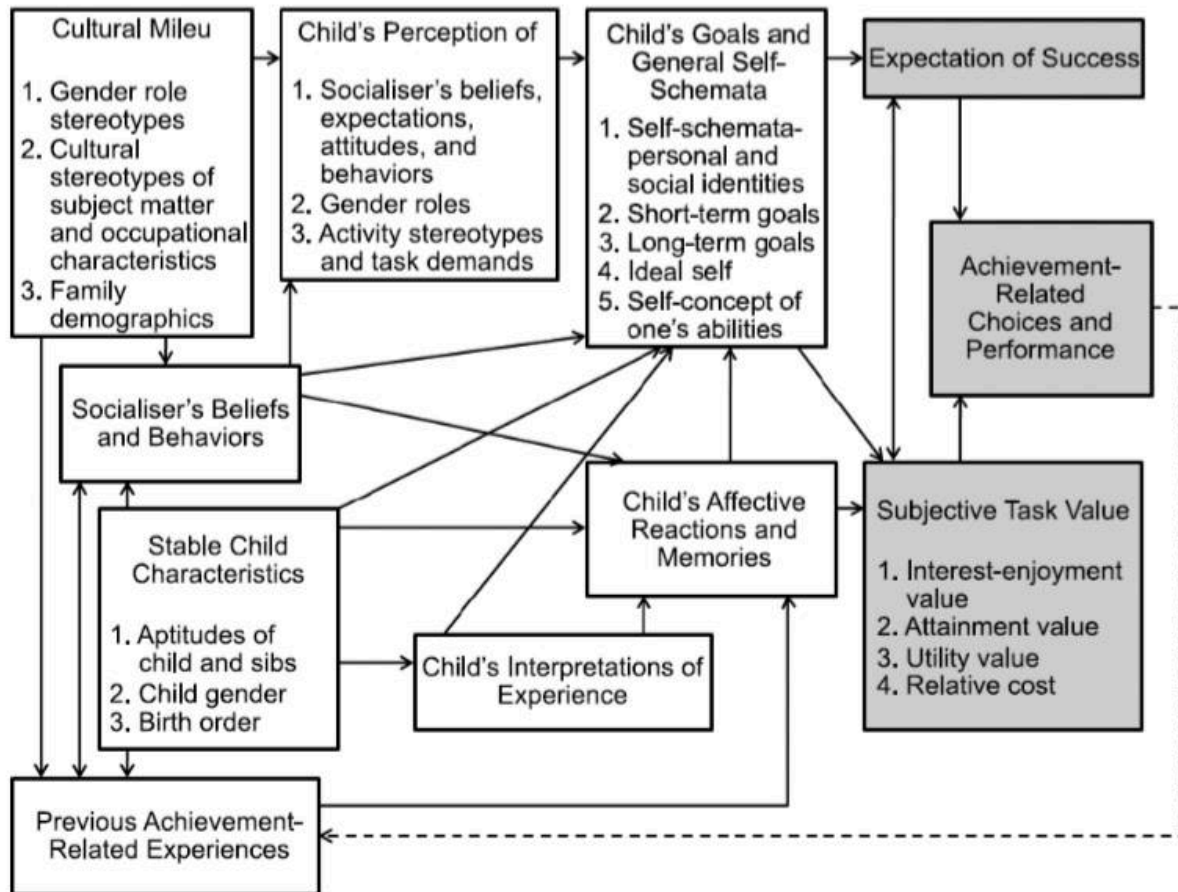 Cultural Mileu
1. Gender role
stereotypes
2. Cultural
stereotypes of
subject matter
and occupational
characteristics
3. Family
demographics
Child's Perception of
1. Socialiser's beliefs,
expectations,
attitudes, and
behaviors
2. Gender roles
3. Activity stereotypes
and task demands
Child's Goals and
General Self-
Schemata
1. Self-schemata-
personal and
social identities
2. Short-term goals
3. Long-term goals
4. Ideal self
5. Self-concept of
one's abilities
Expectation of Success
Achievement-
Related
Choices and
Performance
Socialiser's Beliefs
and Behaviors
Stable Child
Characteristics
1. Aptitudes of
child and sibs
2. Child gender
3. Birth order
Child's Affective
Reactions and
Memories
Subjective Task Value
1. Interest-enjoyment
value
2. Attainment value
3. Utility value
4. Relative cost
Child's Interpretations of
Experience
Previous Achievement-
Related Experiences